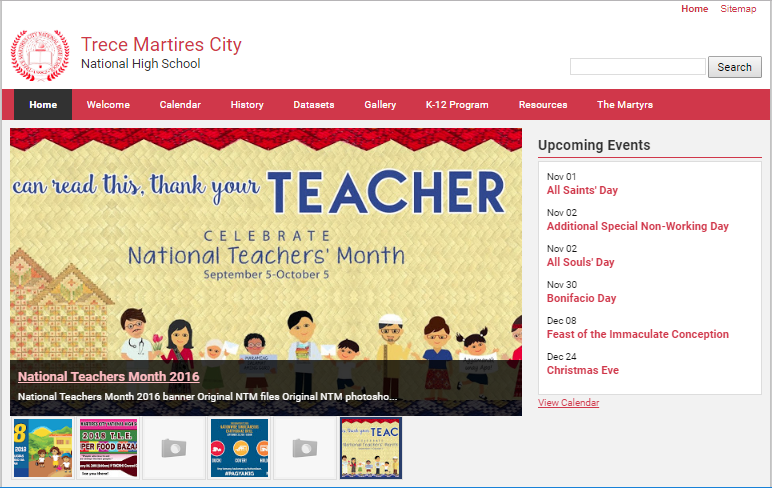 Home Sitemap
Trece Martires City
National High School
Search
Home Welcome Calendar History Datasets Gallery K-12 Program Resources The Martyrs
can read this, thank your TEACHER
CELEBRATE
National Teachers' Month
September 5-October 5
National Teachers Month 2016
National Teachers Month 2016 banner Original NTM files Original NTM photosho...
Upcoming Events
Nov 01
All Saints' Day
Nov 02
Additional Special Non-Working Day
Nov 02
All Souls' Day
Nov 30
Bonifacio Day
Dec 08
Feast of the Immaculate Conception
Dec 24
Christmas Eve
View Calendar
8
2018 T.L.E.
PER FOOD BAZA
#PAGYANIG
thank your TEAC